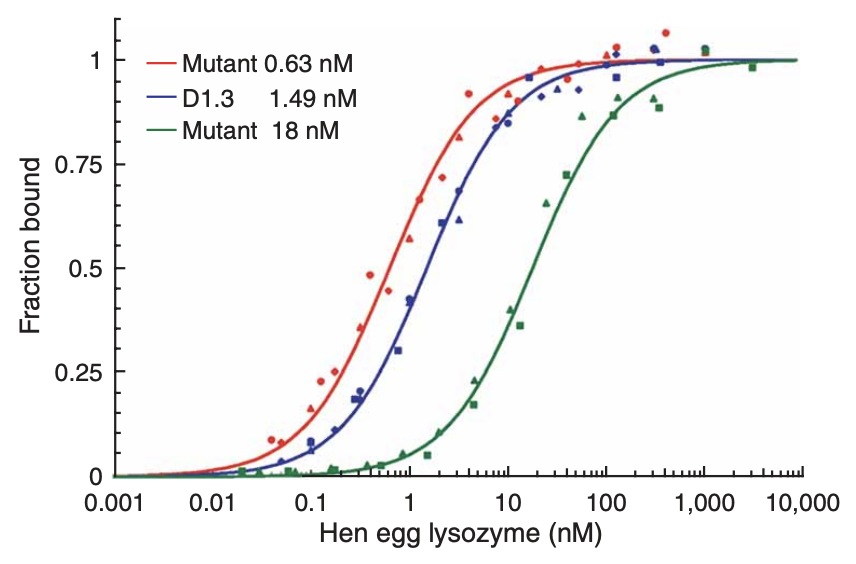 Mutant 0.63 nM
D1.3 1.49 nM
Mutant 18 nM
Fraction bound
1
0.75
0.5
0.25
0
0.001 0.01 0.1 1 10 100 1,000 10,000
Hen egg lysozyme (nM)